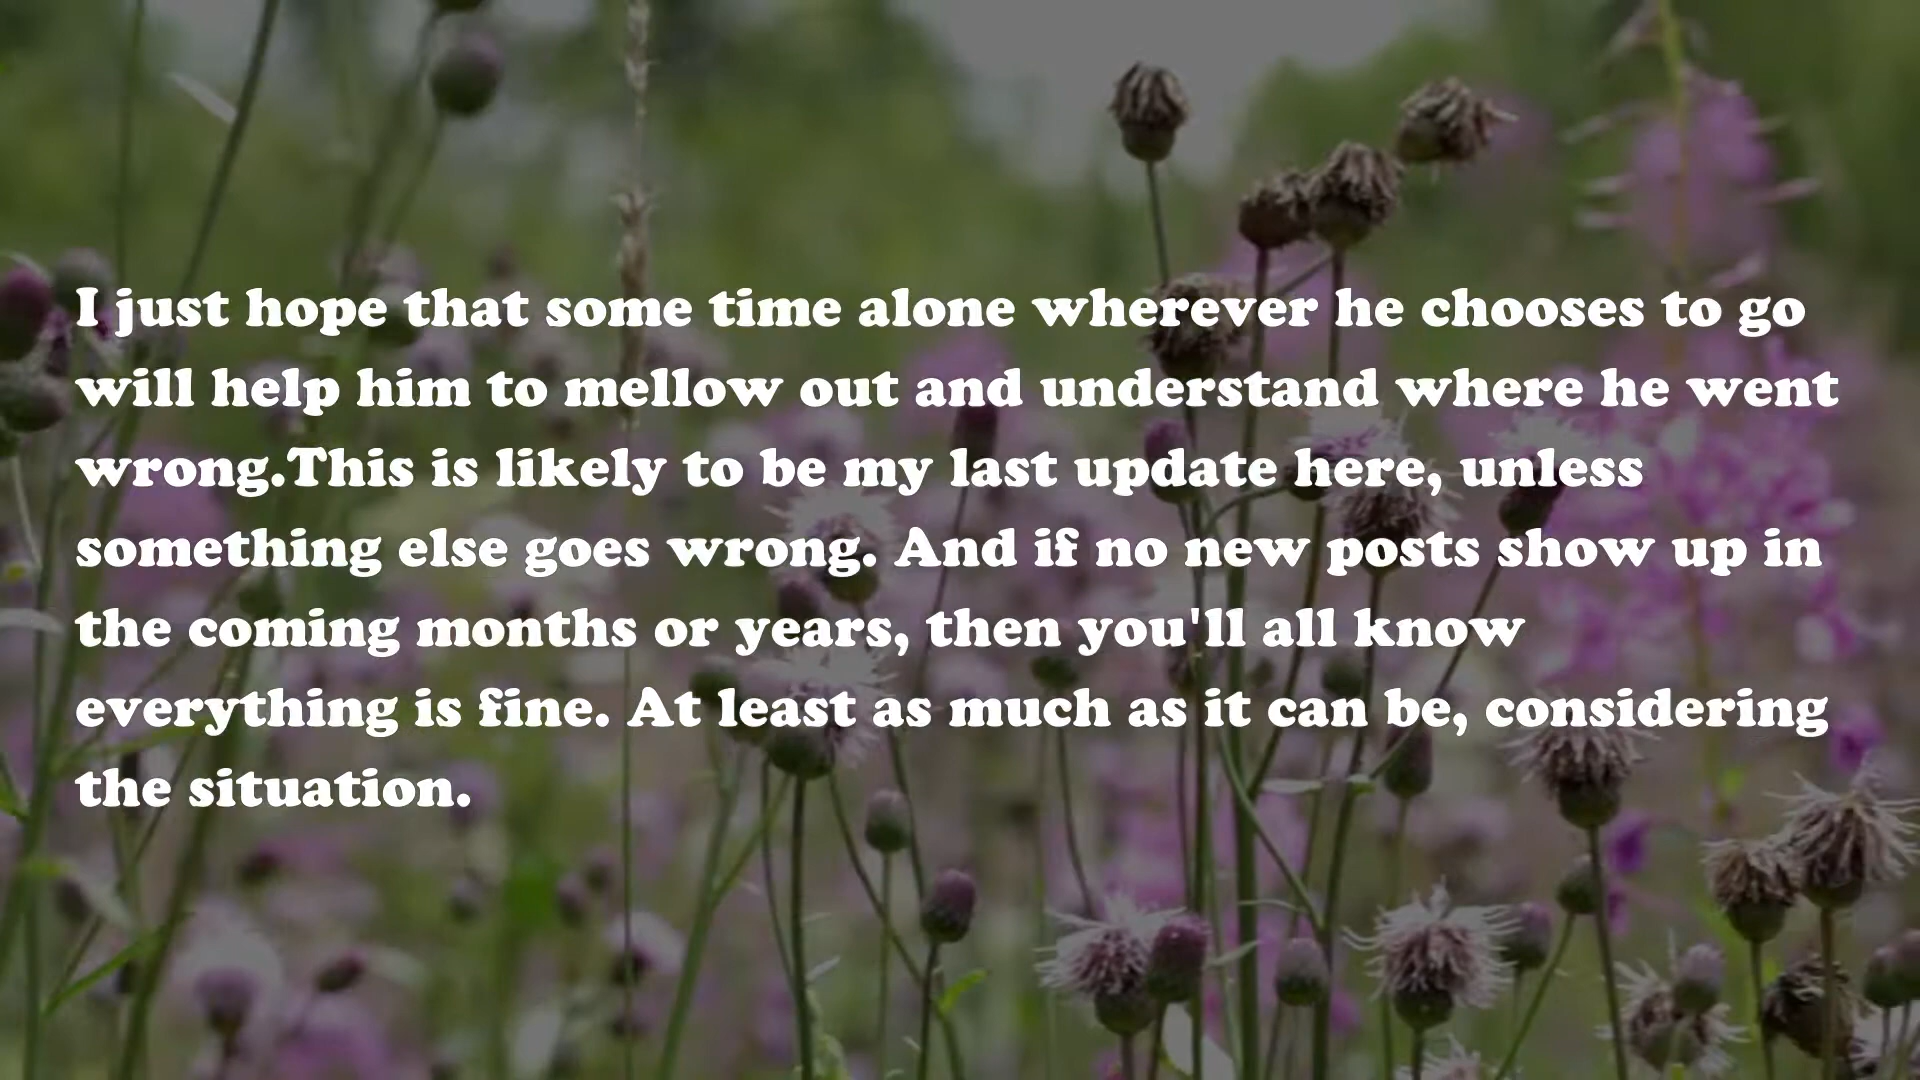 I just hope that some time alone wherever he chooses to go
will help him to mellow out and understand where he went
wrong.This is likely to be my last update here, unless
something else goes wrong. And if no new posts show up in
the coming months or years, then you'll all know
everything is fine. At least as much as it can be, considering
the situation.